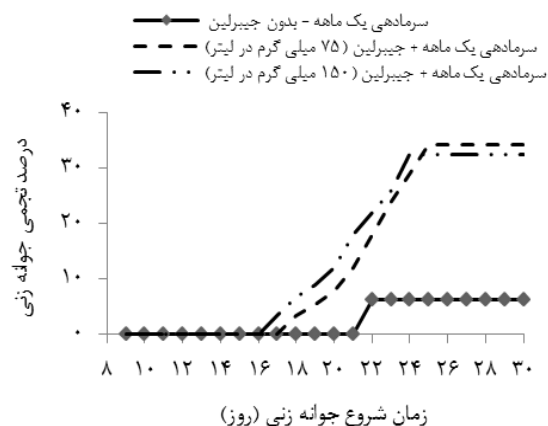 سرمادهی یک ماهه - بدون جیبرلین
سرمادهی یک ماهه + جیبرلین (۷۵ میلی گرم در لیتر)
سرمادهی یک ماهه + جیبرلین (۱۵۰ میلی گرم در لیتر)
درصد تجمی جوانه زنی
۴۰
۳۰
۲۰
۱۰
۰
۸ ۱۰ ۱۲ ۱۴ ۱۶ ۱۸ ۲۰ ۲۲ ۲۴ ۲۶ ۲۸ ۳۰
زمان شروع جوانه زنی (روز)